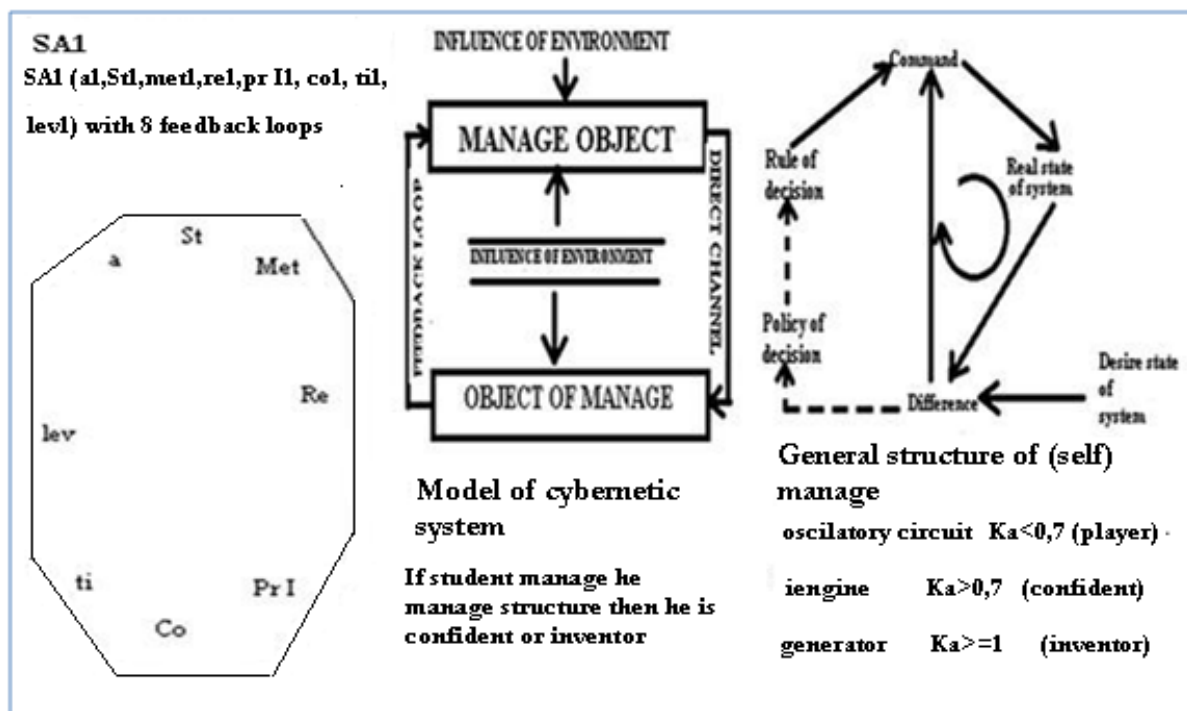 SA1
SA1 (a1,St1,met1,re1,pr I1, co1, ti1,
lev1) with 8 feedback loops
St
a
Met
Re
lev
ti
Pr I
Co
INFLUENCE OF ENVIRONMENT
MANAGE OBJECT
FEEDBACK LOOP
DIRECT CHANNEL
INFLUENCE OF ENVIRONMENT
OBJECT OF MANAGE
Model of cybernetic
system
If student manage he
manage structure then he is
confident or inventor
Command
Rule of
decision
Real state
of system
Policy of
decision
Difference
Desire state
of
system
General structure of (self)
manage
oscilatory circuit Ka<0,7 (player)
iengine Ka>0,7 (confident)
generator Ka>=1 (inventor)